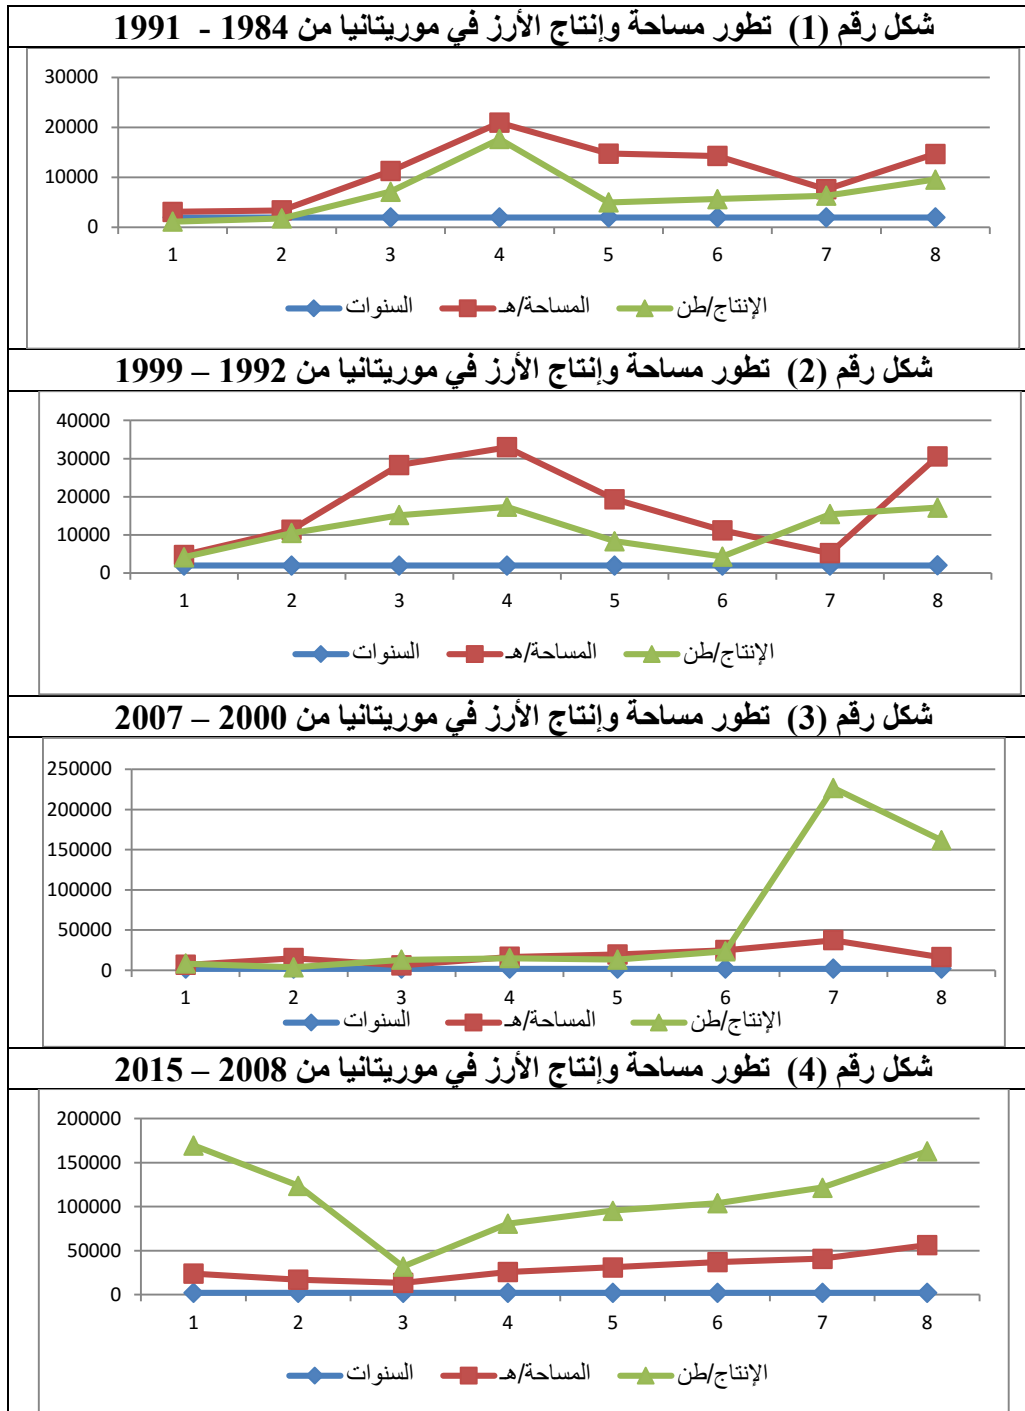 شكل رقم (1) تطور مساحة وإنتاج الأرز في موريتانيا من 1984 - 1991
30000
20000
10000
0
1 2 3 4 5 6 7 8
السنوات المساحة/هـ الإنتاج/طن
شكل رقم (2) تطور مساحة وإنتاج الأرز في موريتانيا من 1992 – 1999
40000
30000
20000
10000
0
1 2 3 4 5 6 7 8
السنوات المساحة/هـ الإنتاج/طن
شكل رقم (3) تطور مساحة وإنتاج الأرز في موريتانيا من 2000 – 2007
250000
200000
150000
100000
50000
0
1 2 3 4 5 6 7 8
السنوات المساحة/هـ الإنتاج/طن
شكل رقم (4) تطور مساحة وإنتاج الأرز في موريتانيا من 2008 – 2015
200000
150000
100000
50000
0
1 2 3 4 5 6 7 8
السنوات المساحة/هـ الإنتاج/طن